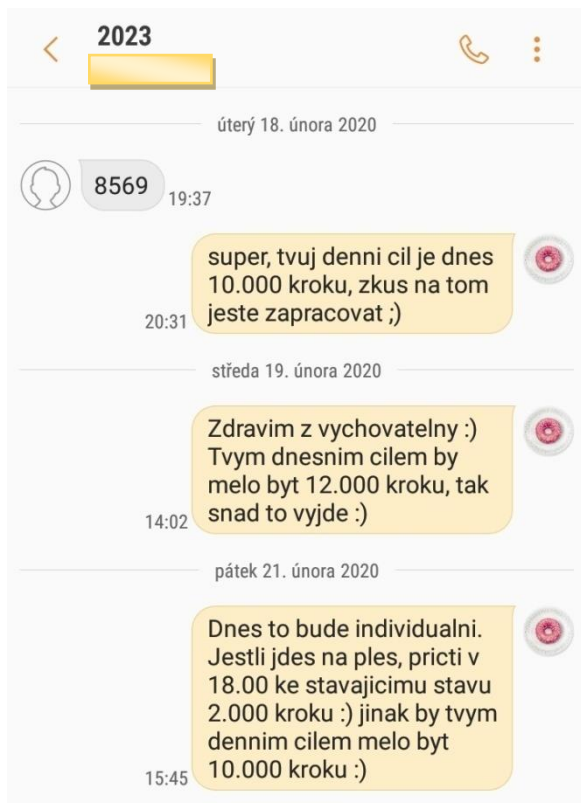 2023
úterý 18. února 2020
8569
19:37
super, tvuj denni cil je dnes
10.000 kroku, zkus na tom
jeste zapracovat ;)
20:31
středa 19. února 2020
Zdravim z vychovatelny :)
Tvym dnesnim cilem by
melo byt 12.000 kroku, tak
snad to vyjde :)
14:02
pátek 21. února 2020
Dnes to bude individualni.
Jestli jdes na ples, pricti v
18.00 ke stavajicimu stavu
2.000 kroku :) jinak by tvym
dennim cilem melo byt
10.000 kroku :)
15:45